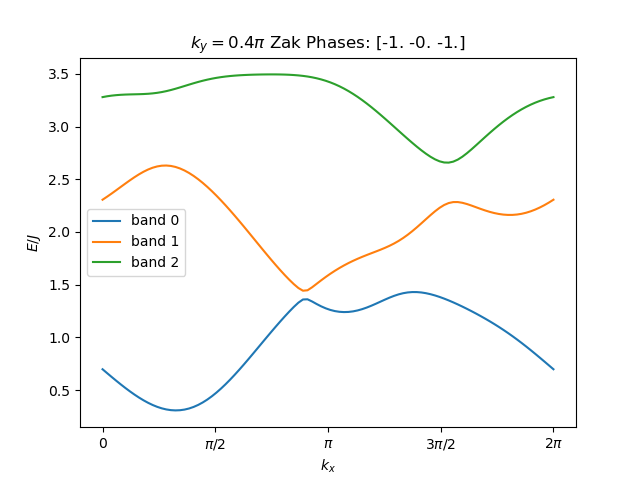 k_y = 0.4π Zak Phases: [-1. -0. -1.]
3.5
3.0
2.5
2.0
1.5
1.0
0.5
E/J
band 0
band 1
band 2
0
π/2
π
3π/2
2π
k_x